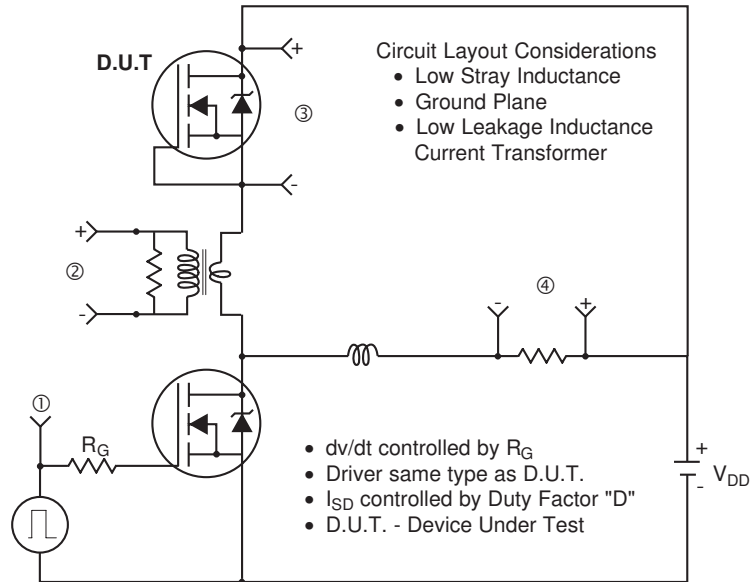 D.U.T
+
-
③
Circuit Layout Considerations
• Low Stray Inductance
• Ground Plane
• Low Leakage Inductance
Current Transformer
+
②
-
-
④
+
①
R_G
• dv/dt controlled by R_G
• Driver same type as D.U.T.
• I_SD controlled by Duty Factor "D"
• D.U.T. - Device Under Test
+
V_DD
-